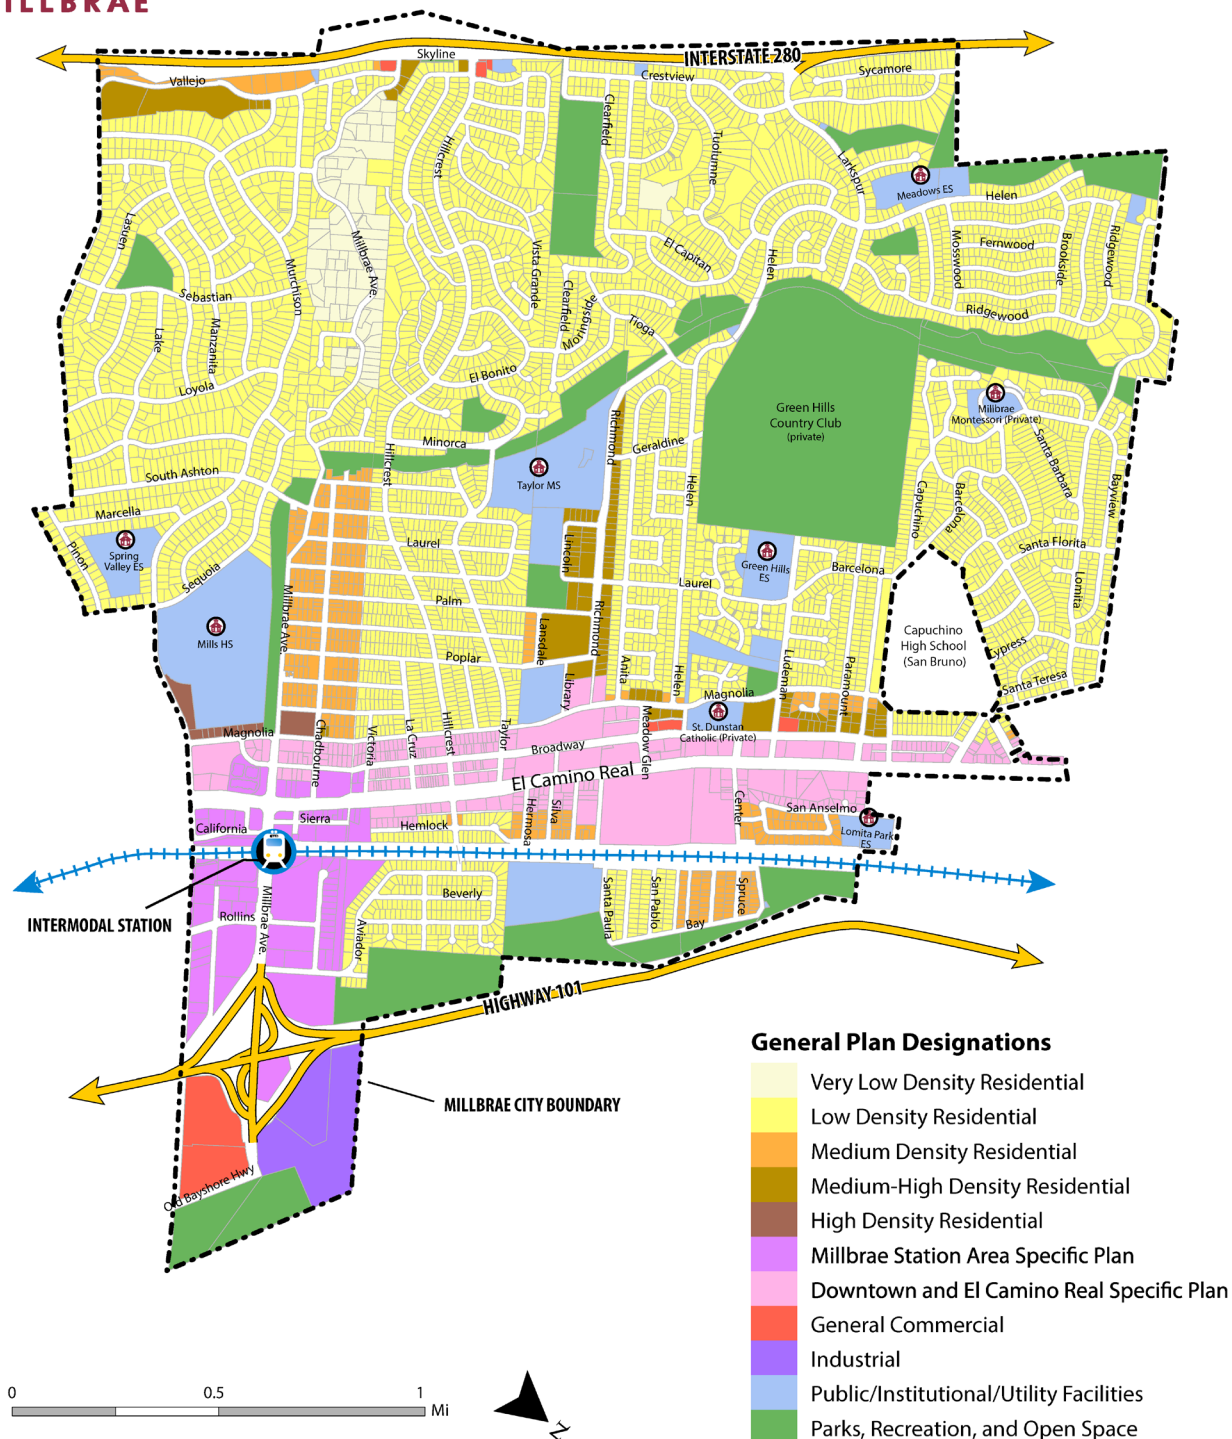 ILLBRAE
Skyline
INTERSTATE 280
Vallejo
Crestview
Sycamore
Clearfield
Tuolumne
Hillcrest
Larkspur
Meadows ES
Helen
Lasuen
Millbrae Ave.
Murchison
Vista Grande
El Capitan
Helen
Mosswood
Fernwood
Brookside
Ridgewood
Sebastian
Clearfield
Morningside
Tioga
Ridgewood
Lake
Manzanita
Loyola
El Bonito
Green Hills
Country Club
(private)
Millbrae
Montessori (Private)
Richmond
Minorca
Hillcrest
Geraldine
Santa Barbara
South Ashton
Taylor MS
Helen
Capuchino
Barcelona
Bayview
Marcella
Pinon
Spring
Valley ES
Laurel
Lincoln
Green Hills
ES
Santa Florita
Sequoia
Laurel
Barcelona
Lomita
Millbrae Ave.
Palm
Richmond
Mills HS
Lansdale
Capuchino
High School
(San Bruno)
Cypress
Poplar
Anita
Helen
Ludeman
Paramount
Santa Teresa
Library
Magnolia
Magnolia
Chadbourne
Victoria
La Cruz
Hillcrest
Taylor
Broadway
Meadow Glen
St. Dunstan
Catholic (Private)
El Camino Real
California
Sierra
Hemlock
Hermosa
Silva
Center
San Anselmo
Lomita Park
ES
INTERMODAL STATION
Rollins
Millbrae Ave.
Beverly
Aviador
Santa Paula
San Pablo
Spruce
Bay
HIGHWAY 101
MILLBRAE CITY BOUNDARY
Old Bayshore Hwy
General Plan Designations
Very Low Density Residential
Low Density Residential
Medium Density Residential
Medium-High Density Residential
High Density Residential
Millbrae Station Area Specific Plan
Downtown and El Camino Real Specific Plan
General Commercial
Industrial
Public/Institutional/Utility Facilities
Parks, Recreation, and Open Space
0 0.5 1
Mi
N